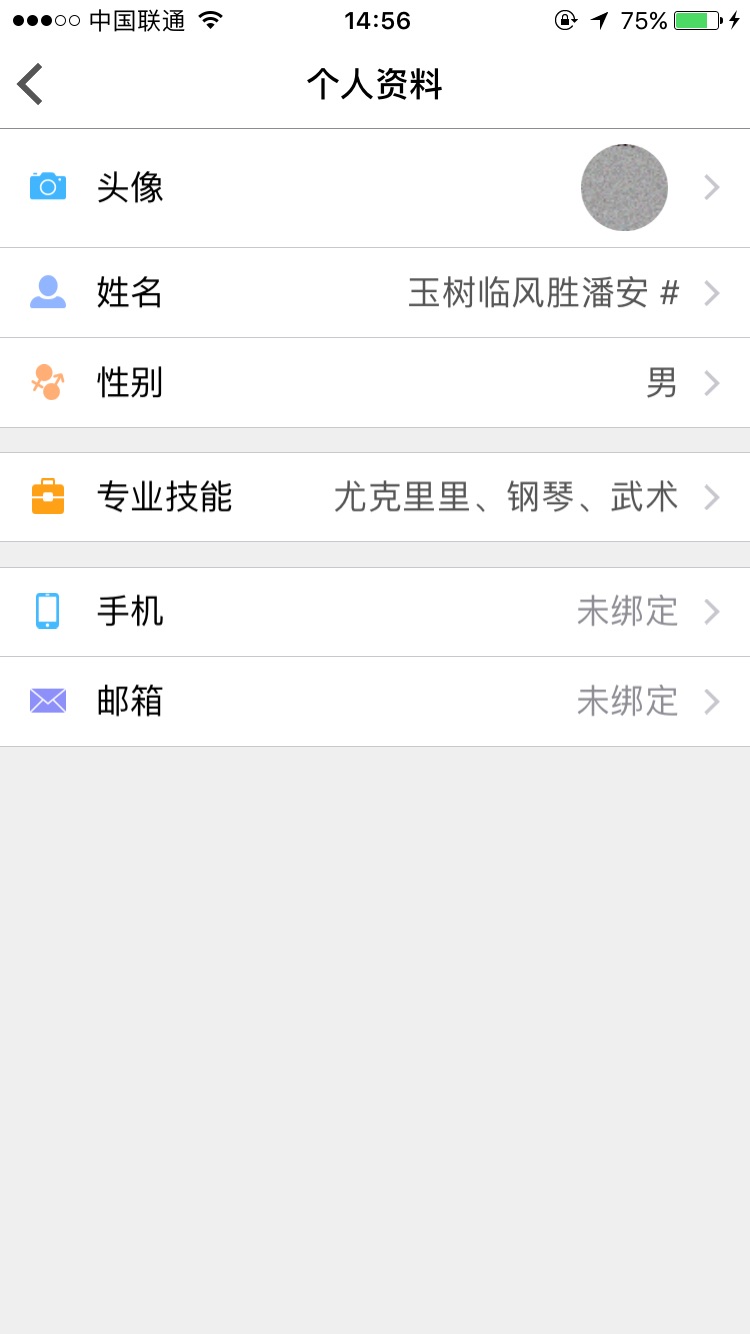 中国联通 14:56 75%
个人资料
头像
姓名 玉树临风胜潘安 #
性别 男
专业技能 尤克里里、钢琴、武术
手机 未绑定
邮箱 未绑定